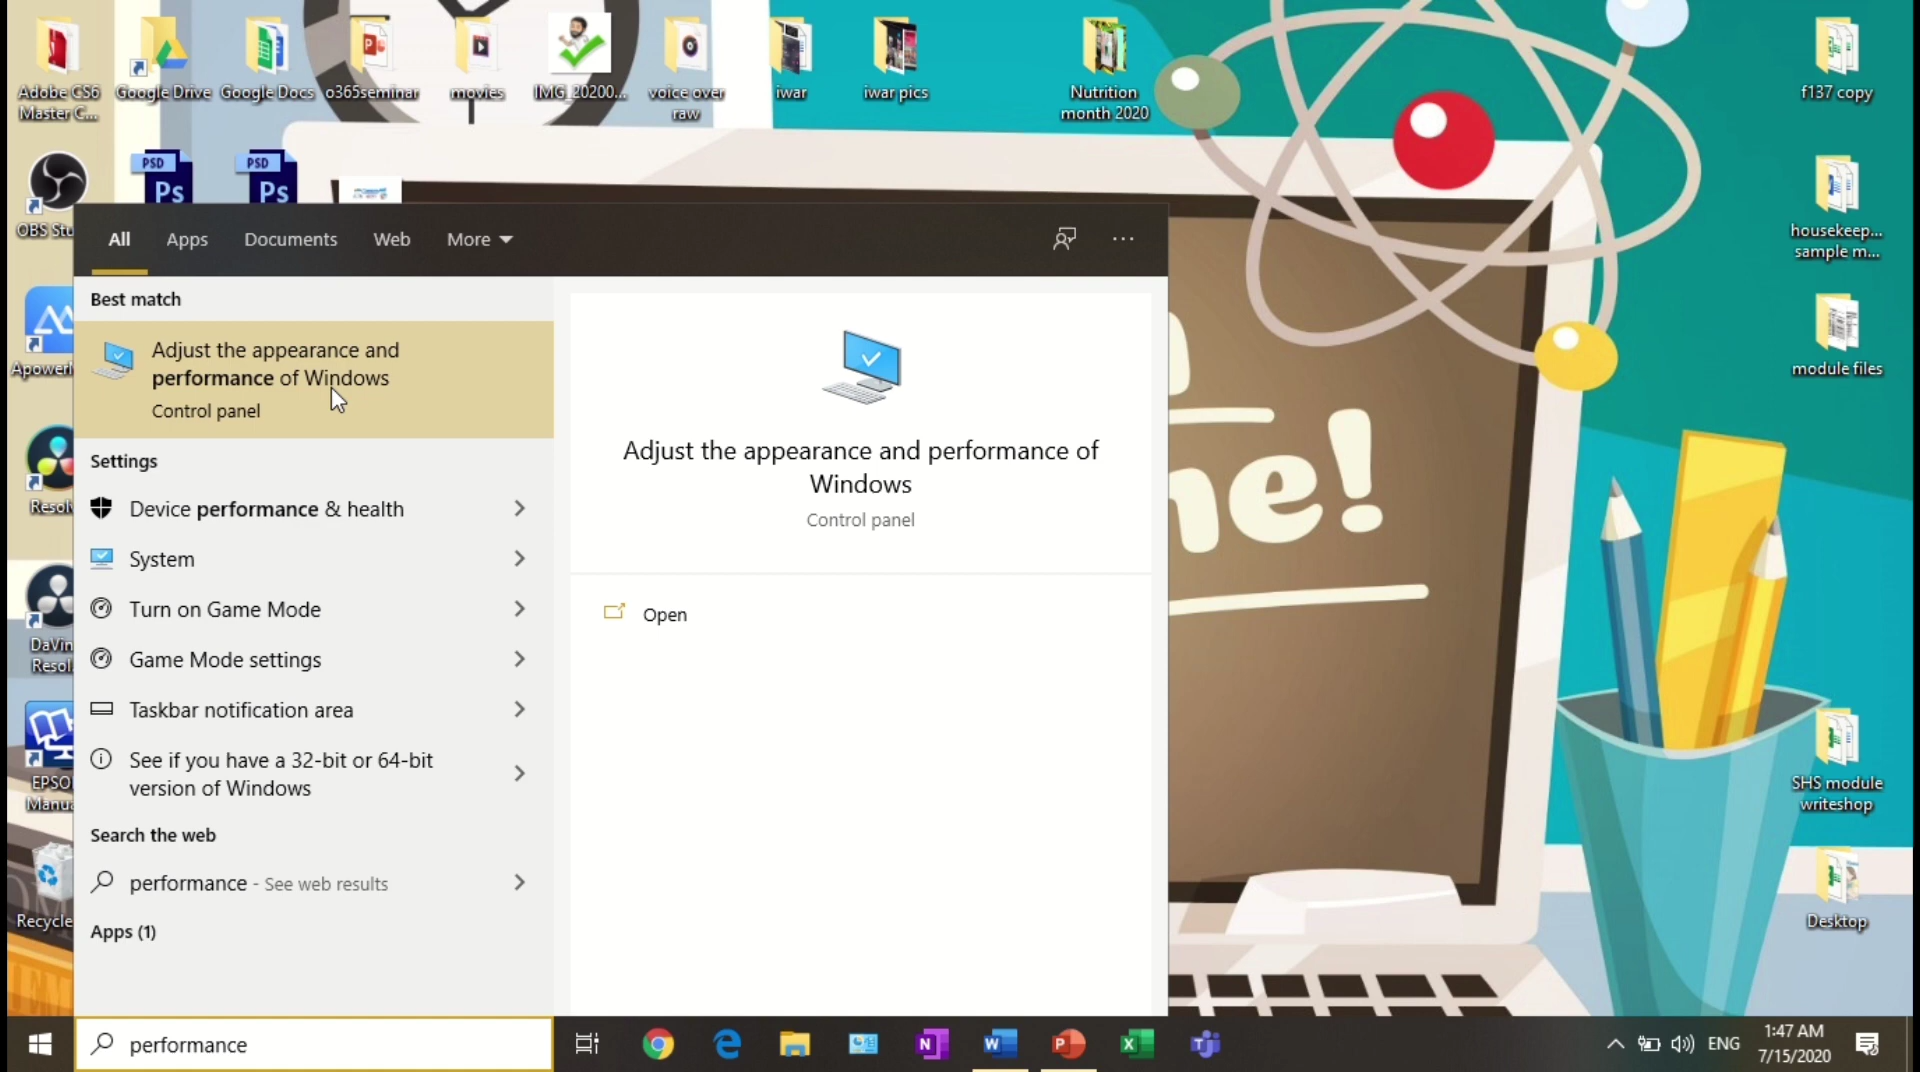 Adobe CS6
Master C...
Google Drive
Google Docs
o365seminar
movies
IMG_20200...
voice over
raw
iwar
iwar pics
Nutrition
month 2020
f137 copy
PSD
Ps
PSD
Ps
OBS Stu
housekeep...
sample m...
All
Apps
Documents
Web
More
Best match
Adjust the appearance and
performance of Windows
Control panel
Adjust the appearance and performance of
Windows
Control panel
Open
Settings
Device performance & health
System
Turn on Game Mode
Game Mode settings
Taskbar notification area
See if you have a 32-bit or 64-bit
version of Windows
Search the web
performance - See web results
Apps (1)
module files
he!
DaVin
Resol
EPSO
Manua
SHS module
writeshop
Recycle
Desktop
performance
ENG
1:47 AM
7/15/2020